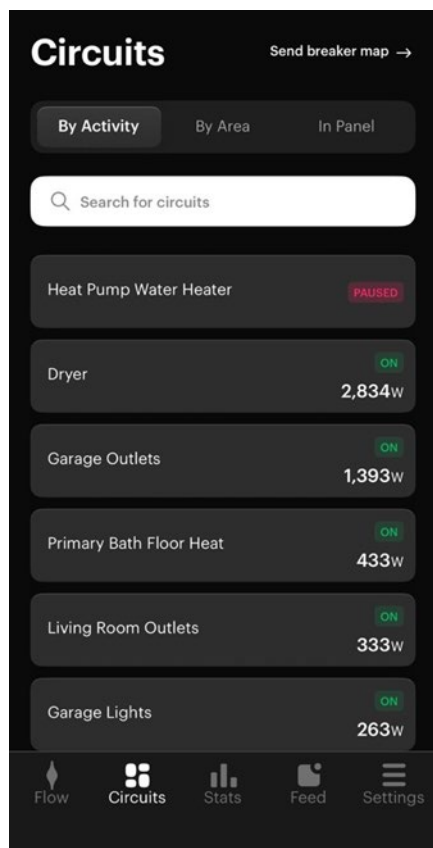 Circuits
Send breaker map →
By Activity By Area In Panel
Search for circuits
Heat Pump Water Heater PAUSED
Dryer ON
2,834w
Garage Outlets ON
1,393w
Primary Bath Floor Heat ON
433w
Living Room Outlets ON
333w
Garage Lights ON
263w
Flow Circuits Stats Feed Settings